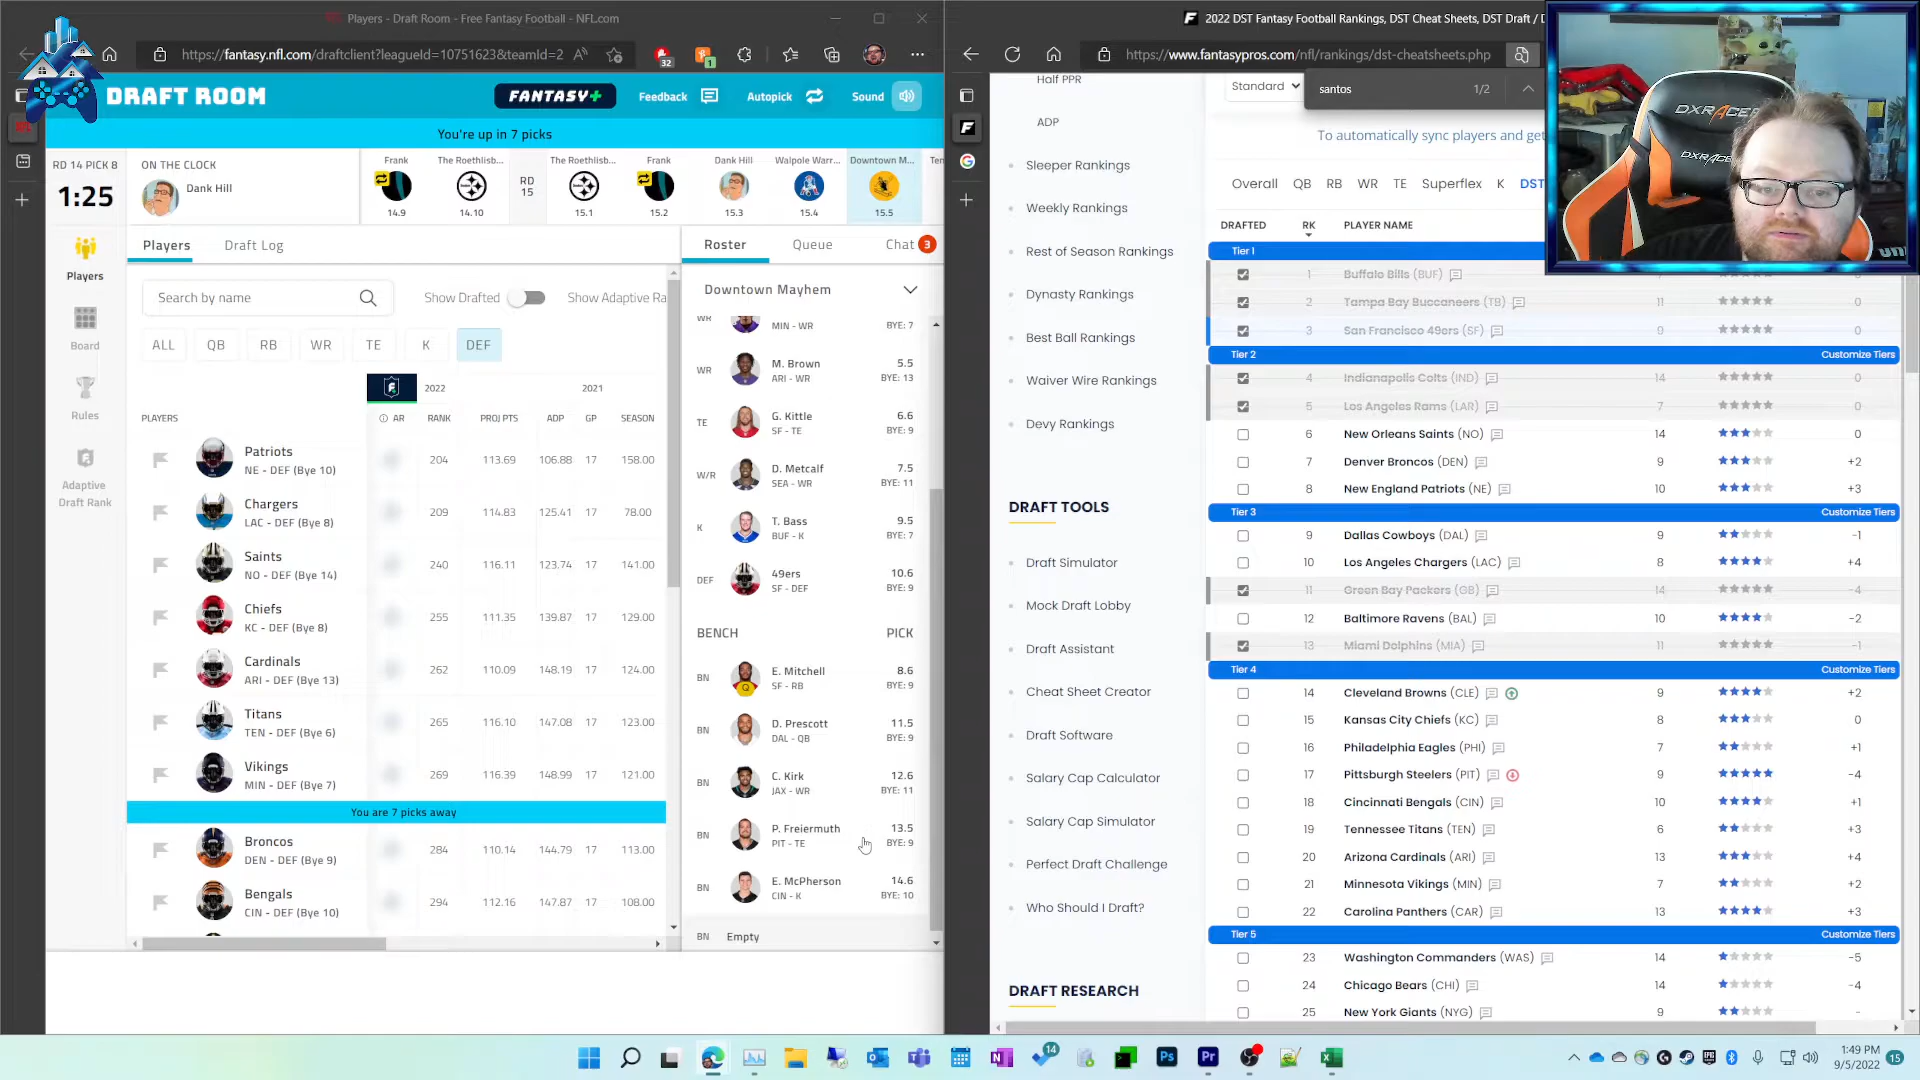 Players - Draft Room - Free Fantasy Football - NFL.com
https://fantasy.nfl.com/draftclient?leagueId=10751623&teamId=2
32
1
DRAFT ROOM
FANTASY+
Feedback
Autopick
Sound
You're up in 7 picks
RD 14 PICK 8
1:25
ON THE CLOCK
Dank Hill
Frank
14.9
The Roethlisb...
14.10
RD 15
The Roethlisb...
15.1
Frank
15.2
Dank Hill
15.3
Walpole Warr...
15.4
Downtown M...
15.5
Players
Board
Rules
Adaptive
Draft Rank
Players
Draft Log
Search by name
Show Drafted
Show Adaptive Ra
ALL QB RB WR TE K DEF
2022
2021
PLAYERS AR RANK PROJ PTS ADP GP SEASON
Patriots
NE - DEF (Bye 10)
204 113.69 106.88 17 158.00
Chargers
LAC - DEF (Bye 8)
209 114.83 125.41 17 78.00
Saints
NO - DEF (Bye 14)
240 116.11 123.74 17 141.00
Chiefs
KC - DEF (Bye 8)
255 111.35 139.87 17 129.00
Cardinals
ARI - DEF (Bye 13)
262 110.09 148.19 17 124.00
Titans
TEN - DEF (Bye 6)
265 116.10 147.08 17 123.00
Vikings
MIN - DEF (Bye 7)
269 116.39 148.99 17 121.00
You are 7 picks away
Broncos
DEN - DEF (Bye 9)
284 110.14 144.79 17 113.00
Bengals
CIN - DEF (Bye 10)
294 112.16 147.87 17 108.00
Roster
Queue
Chat 3
Downtown Mayhem
WR MIN - WR BYE: 7
WR M. Brown 5.5
ARI - WR BYE: 13
TE G. Kittle 6.6
SF - TE BYE: 9
W/R D. Metcalf 7.5
SEA - WR BYE: 11
K T. Bass 9.5
BUF - K BYE: 7
DEF 49ers 10.6
SF - DEF BYE: 9
BENCH PICK
BN E. Mitchell 8.6
SF - RB BYE: 9
Q
BN D. Prescott 11.5
DAL - QB BYE: 9
BN C. Kirk 12.6
JAX - WR BYE: 11
BN P. Freiermuth 13.5
PIT - TE BYE: 9
BN E. McPherson 14.6
CIN - K BYE: 10
BN Empty
2022 DST Fantasy Football Rankings, DST Cheat Sheets, DST Draft / D
https://www.fantasypros.com/nfl/rankings/dst-cheatsheets.php
santos
1/2
Half PPR
ADP
Sleeper Rankings
Weekly Rankings
Rest of Season Rankings
Dynasty Rankings
Best Ball Rankings
Waiver Wire Rankings
Devy Rankings
DRAFT TOOLS
Draft Simulator
Mock Draft Lobby
Draft Assistant
Cheat Sheet Creator
Draft Software
Salary Cap Calculator
Salary Cap Simulator
Perfect Draft Challenge
Who Should I Draft?
DRAFT RESEARCH
Standard
To automatically sync players and get
Overall QB RB WR TE Superflex K DST
DRAFTED RK PLAYER NAME
Tier 1
1 Buffalo Bills (BUF) 0
2 Tampa Bay Buccaneers (TB) 11 0
3 San Francisco 49ers (SF) 9 0
Tier 2 Customize Tiers
4 Indianapolis Colts (IND) 14 0
5 Los Angeles Rams (LAR) 7 0
6 New Orleans Saints (NO) 14 0
7 Denver Broncos (DEN) 9 +2
8 New England Patriots (NE) 10 +3
Tier 3 Customize Tiers
9 Dallas Cowboys (DAL) 9 -1
10 Los Angeles Chargers (LAC) 8 +4
11 Green Bay Packers (GB) 14 -4
12 Baltimore Ravens (BAL) 10 -2
13 Miami Dolphins (MIA) 11 -1
Tier 4 Customize Tiers
14 Cleveland Browns (CLE) 9 +2
15 Kansas City Chiefs (KC) 8 0
16 Philadelphia Eagles (PHI) 7 +1
17 Pittsburgh Steelers (PIT) 9 -4
18 Cincinnati Bengals (CIN) 10 +1
19 Tennessee Titans (TEN) 6 +3
20 Arizona Cardinals (ARI) 13 +4
21 Minnesota Vikings (MIN) 7 +2
22 Carolina Panthers (CAR) 13 +3
Tier 5 Customize Tiers
23 Washington Commanders (WAS) 14 -5
24 Chicago Bears (CHI) 14 -4
25 New York Giants (NYG) 9 -
DXRACER
14
Ps
Pr
1:49 PM
9/5/2022
15